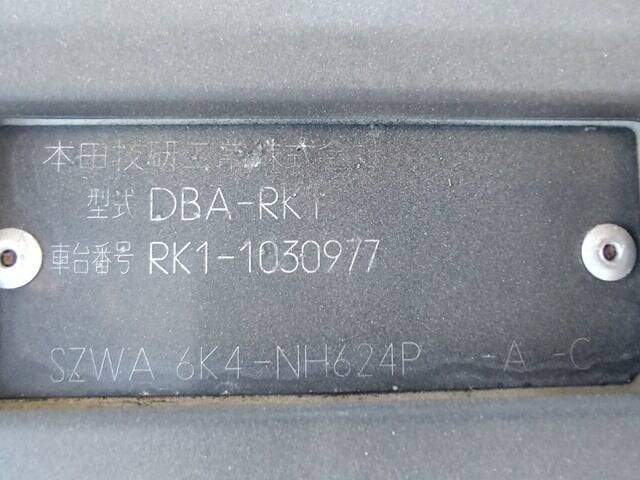 本田技研工業株式会社
型式 DBA-RK1
車台番号 RK1-1030977
SZWA 6K4-NH624P -A -C